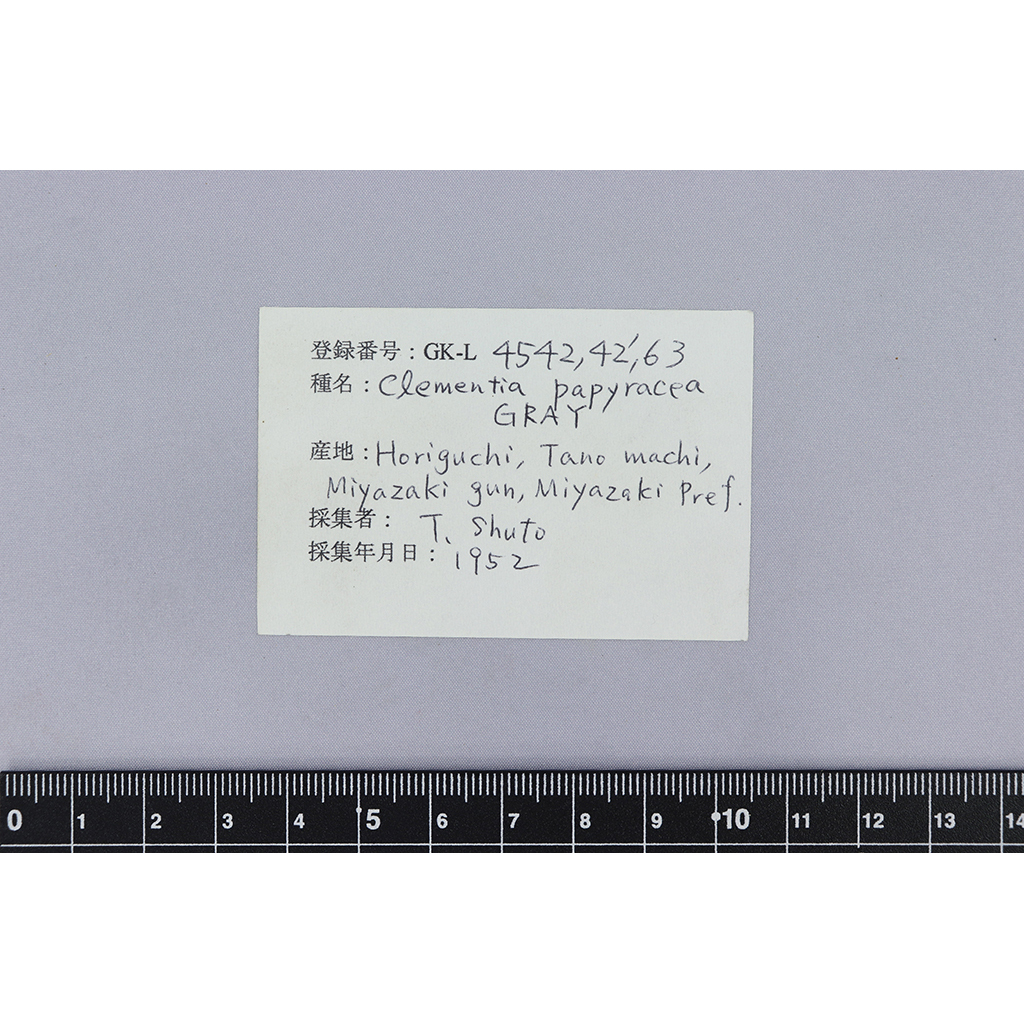 登録番号：GK-L 4542, 42', 63
種名：Clementia papyracea
GRAY
産地：Horiguchi, Tano machi,
Miyazaki gun, Miyazaki Pref.
採集者： T. Shuto
採集年月日： 1952
0 1 2 3 4 5 6 7 8 9 10 11 12 13 14